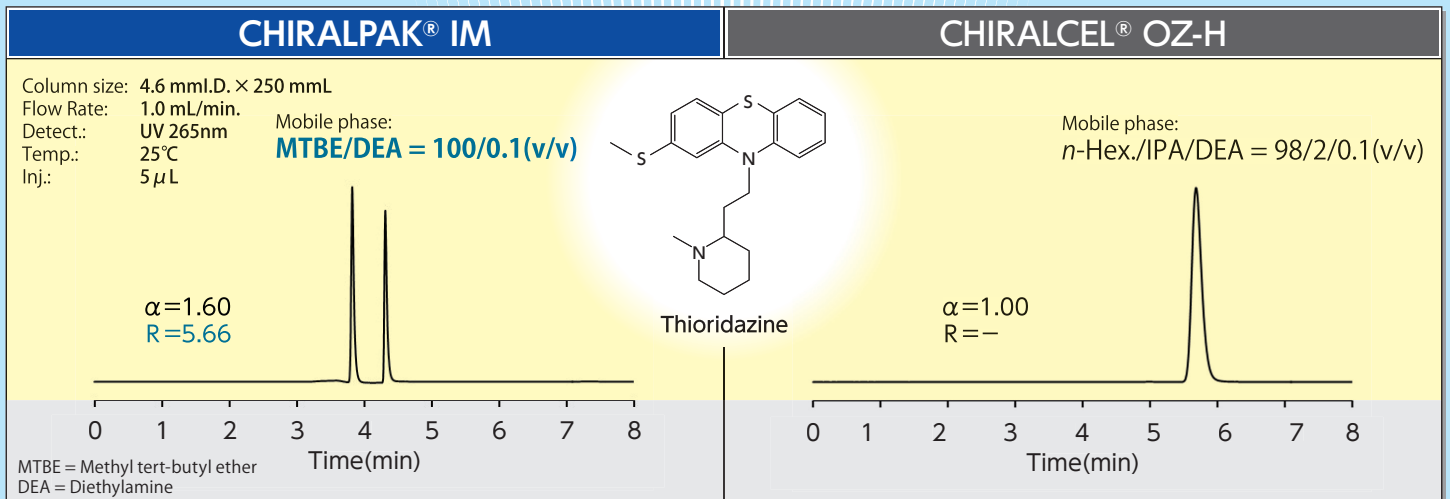 CHIRALPAK® IM
Column size: 4.6 mmI.D. × 250 mmL
Flow Rate: 1.0 mL/min.
Detect.: UV 265nm
Temp.: 25℃
Inj.: 5 μL
Mobile phase:
MTBE/DEA = 100/0.1(v/v)
α=1.60
R=5.66
0 1 2 3 4 5 6 7 8
Time(min)
MTBE = Methyl tert-butyl ether
DEA = Diethylamine
S
S
N
N
Thioridazine
CHIRALCEL® OZ-H
Mobile phase:
n-Hex./IPA/DEA = 98/2/0.1(v/v)
α=1.00
R=−
0 1 2 3 4 5 6 7 8
Time(min)